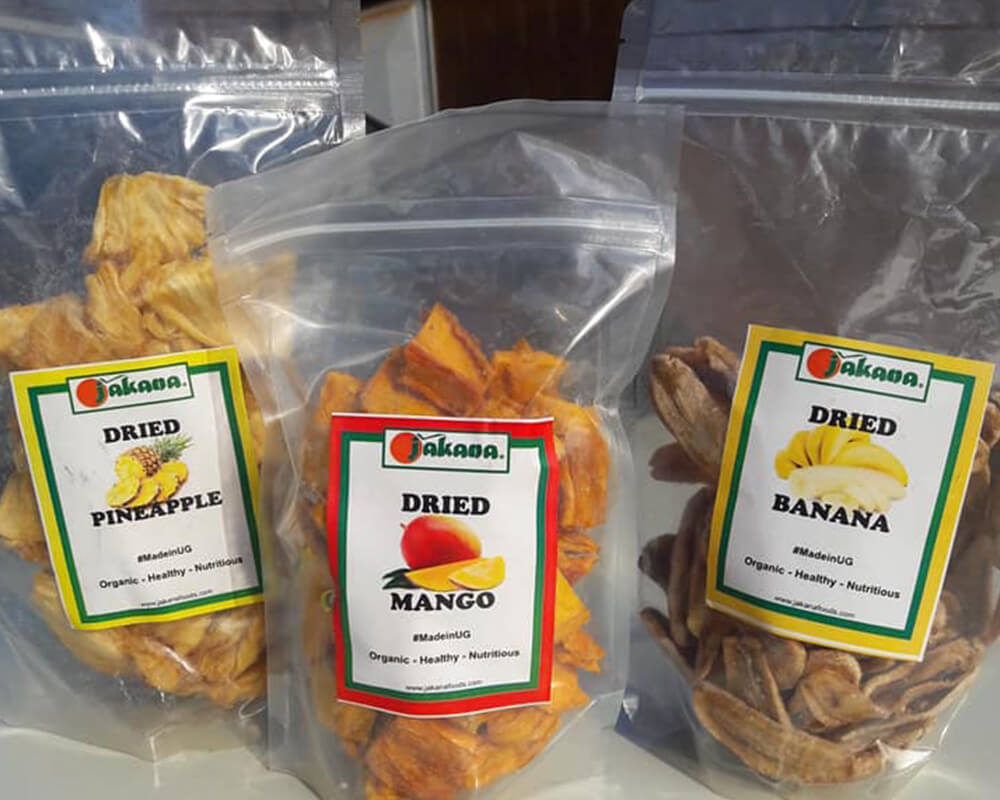 Jakana®
DRIED
PINEAPPLE
#MadeinUG
Organic - Healthy - Nutritious
www.jakanafoods.com
Jakana®
DRIED
MANGO
#MadeinUG
Organic - Healthy - Nutritious
www.jakanafoods.com
Jakana®
DRIED
BANANA
#MadeinUG
Organic - Healthy - Nutritious
www.jakanafoods.com